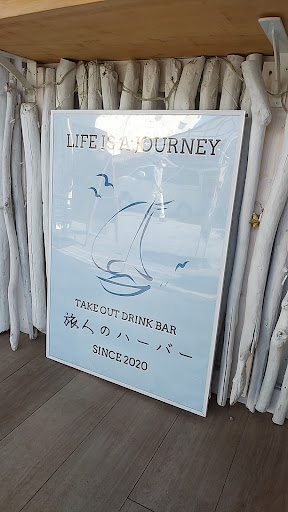 LIFE IS A JOURNEY
TAKE OUT DRINK BAR
旅人のハーバー
SINCE 2020